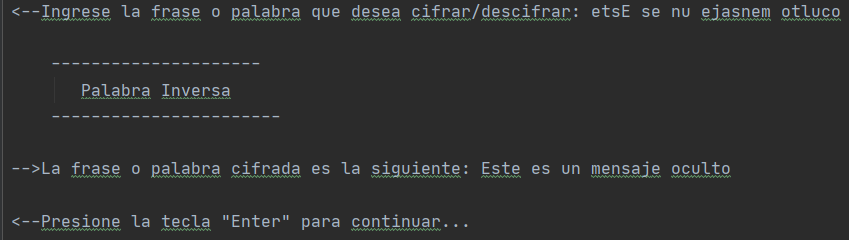 <--Ingrese la frase o palabra que desea cifrar/descifrar: etsE se nu ejasnem otluco
---------------------
Palabra Inversa
-----------------------
-->La frase o palabra cifrada es la siguiente: Este es un mensaje oculto
<--Presione la tecla "Enter" para continuar...